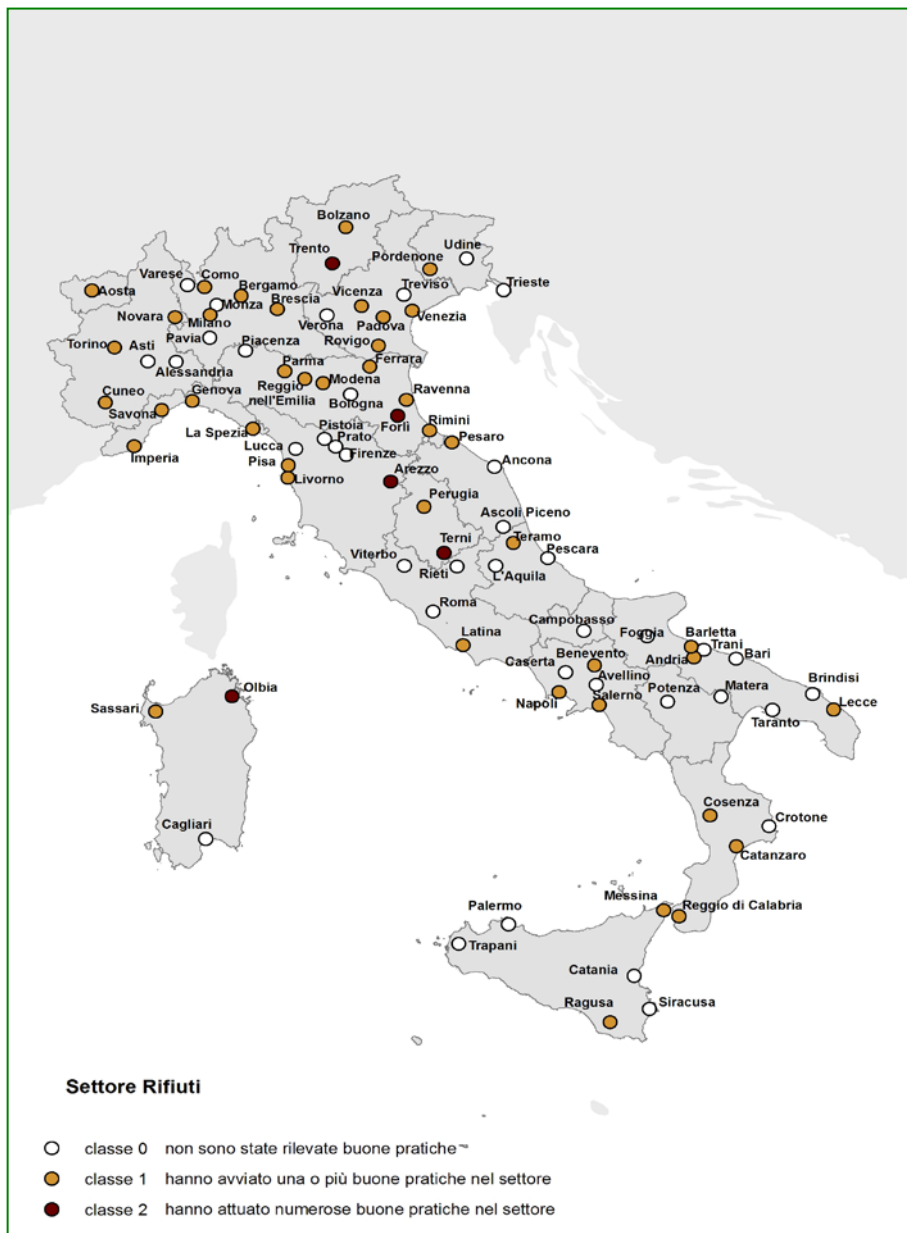 Bolzano
Trento
Pordenone
Udine
Trieste
Varese
Como
Bergamo
Aosta
Monza
Brescia
Vicenza
Treviso
Novara
Milano
Verona
Padova
Venezia
Pavia
Piacenza
Rovigo
Torino
Asti
Alessandria
Parma
Ferrara
Reggio
nell'Emilia
Modena
Bologna
Ravenna
Cuneo
Savona
Genova
Forlì
Rimini
Pesaro
La Spezia
Pistoia
Prato
Firenze
Lucca
Imperia
Pisa
Livorno
Arezzo
Ancona
Perugia
Ascoli Piceno
Teramo
Terni
Pescara
Viterbo
Rieti
L'Aquila
Roma
Latina
Campobasso
Foggia
Barletta
Trani
Bari
Andria
Benevento
Caserta
Avellino
Napoli
Salerno
Potenza
Matera
Brindisi
Lecce
Taranto
Olbia
Sassari
Cagliari
Cosenza
Crotone
Catanzaro
Messina
Reggio di Calabria
Palermo
Trapani
Catania
Siracusa
Ragusa
Settore Rifiuti
classe 0 non sono state rilevate buone pratiche
classe 1 hanno avviato una o più buone pratiche nel settore
classe 2 hanno attuato numerose buone pratiche nel settore